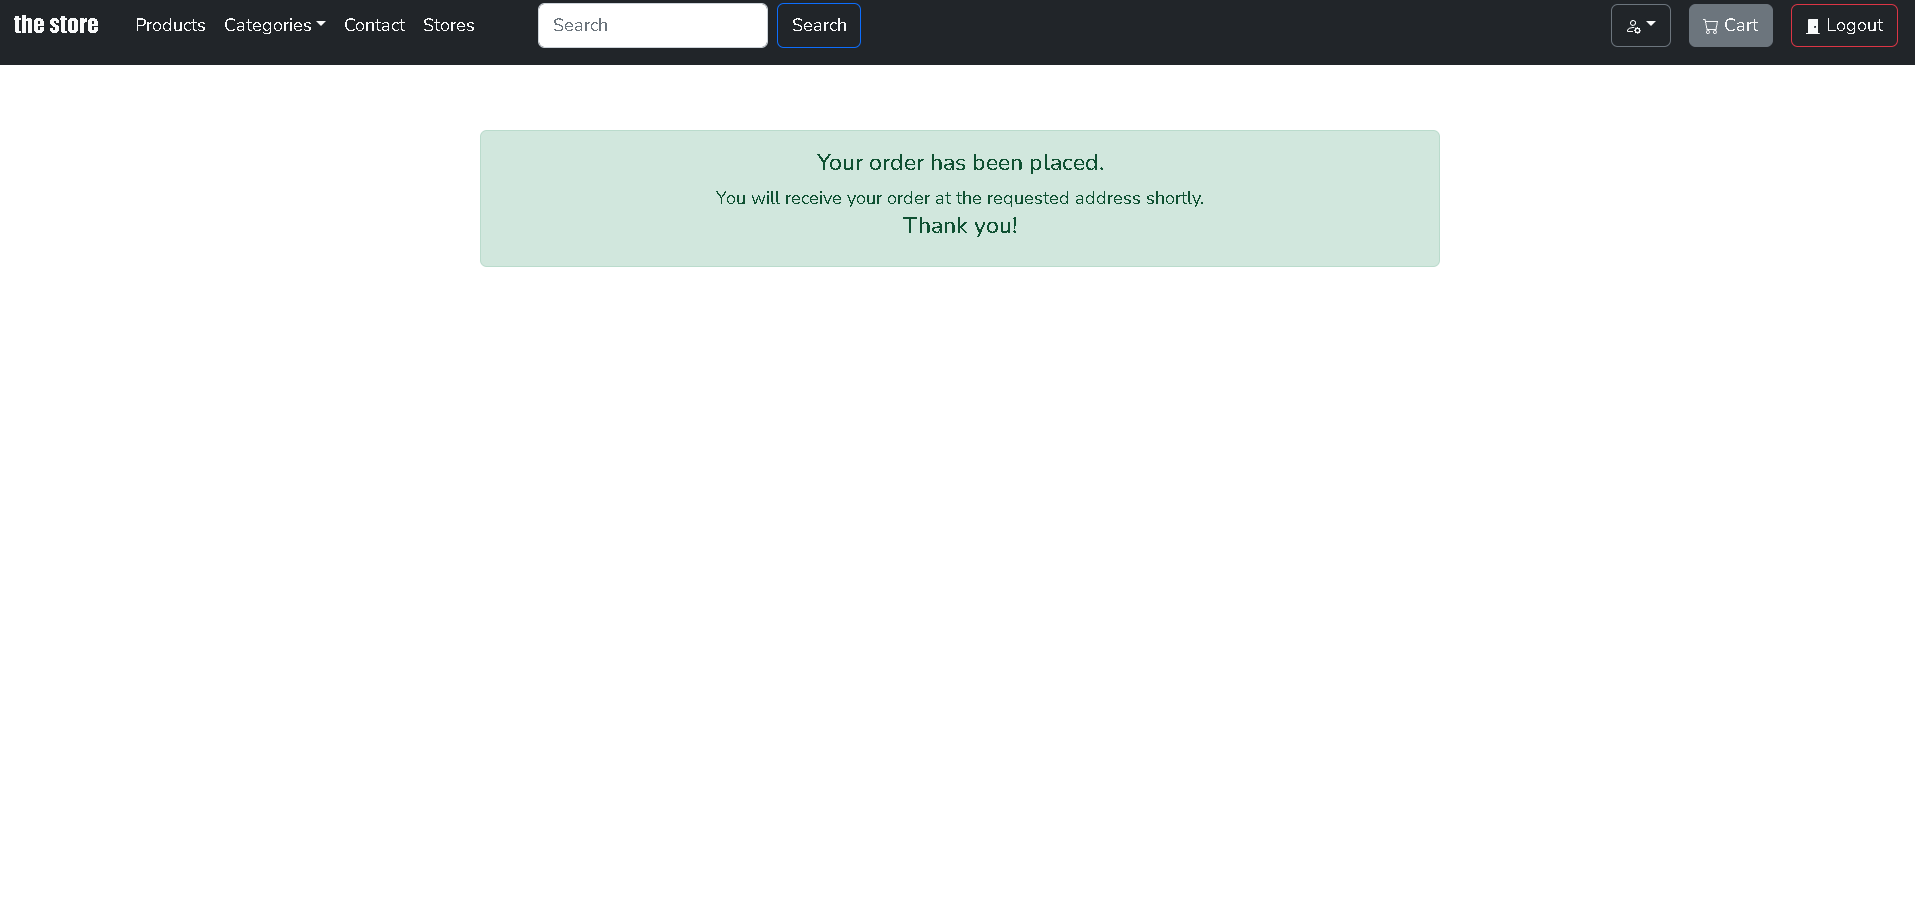 the store
Products
Categories
Contact
Stores
Search
Search
Cart
Logout
Your order has been placed.
You will receive your order at the requested address shortly.
Thank you!